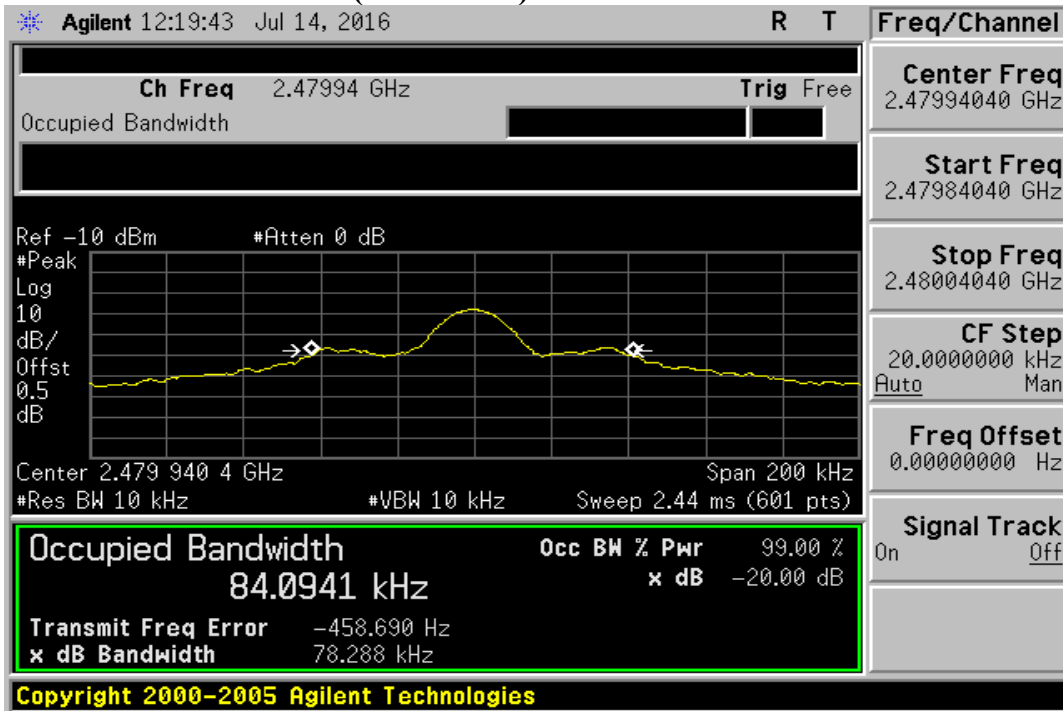 Agilent 12:19:43 Jul 14, 2016 R T
Ch Freq 2.47994 GHz Trig Free
Occupied Bandwidth
Ref -10 dBm #Atten 0 dB
#Peak
Log
10
dB/
Offst
0.5
dB
Center 2.479 940 4 GHz Span 200 kHz
#Res BW 10 kHz #VBW 10 kHz Sweep 2.44 ms (601 pts)
Occupied Bandwidth Occ BW % Pwr 99.00 %
84.0941 kHz x dB -20.00 dB
Transmit Freq Error -458.690 Hz
x dB Bandwidth 78.288 kHz
Copyright 2000-2005 Agilent Technologies
Freq/Channel
Center Freq
2.47994040 GHz
Start Freq
2.47984040 GHz
Stop Freq
2.48004040 GHz
CF Step
20.0000000 kHz
Auto Man
Freq Offset
0.00000000 Hz
Signal Track
On Off